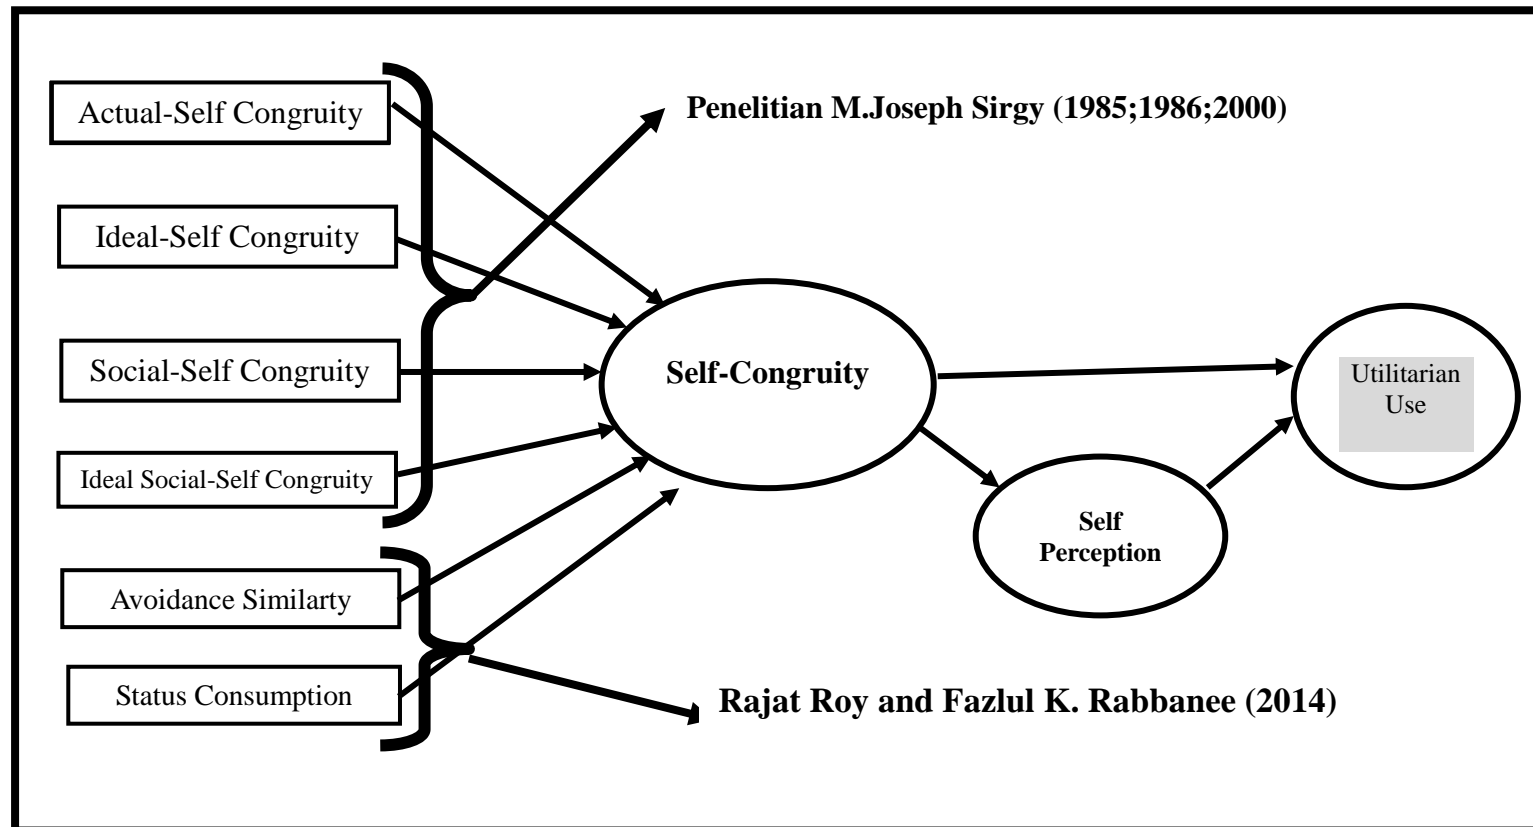 Actual-Self Congruity
Penelitian M.Joseph Sirgy (1985;1986;2000)
Ideal-Self Congruity
Social-Self Congruity
Self-Congruity
Utilitarian
Use
Ideal Social-Self Congruity
Self
Perception
Avoidance Similarty
Status Consumption
Rajat Roy and Fazlul K. Rabbanee (2014)